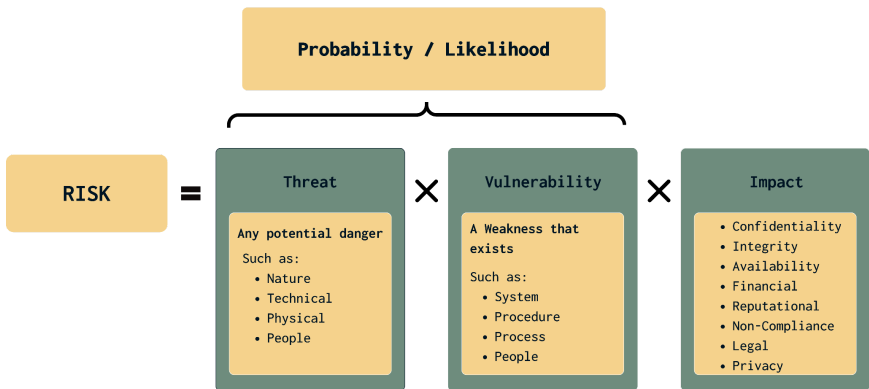 Probability / Likelihood
RISK
=
Threat
Any potential danger
Such as:
• Nature
• Technical
• Physical
• People
×
Vulnerability
A Weakness that
exists
Such as:
• System
• Procedure
• Process
• People
×
Impact
• Confidentiality
• Integrity
• Availability
• Financial
• Reputational
• Non-Compliance
• Legal
• Privacy